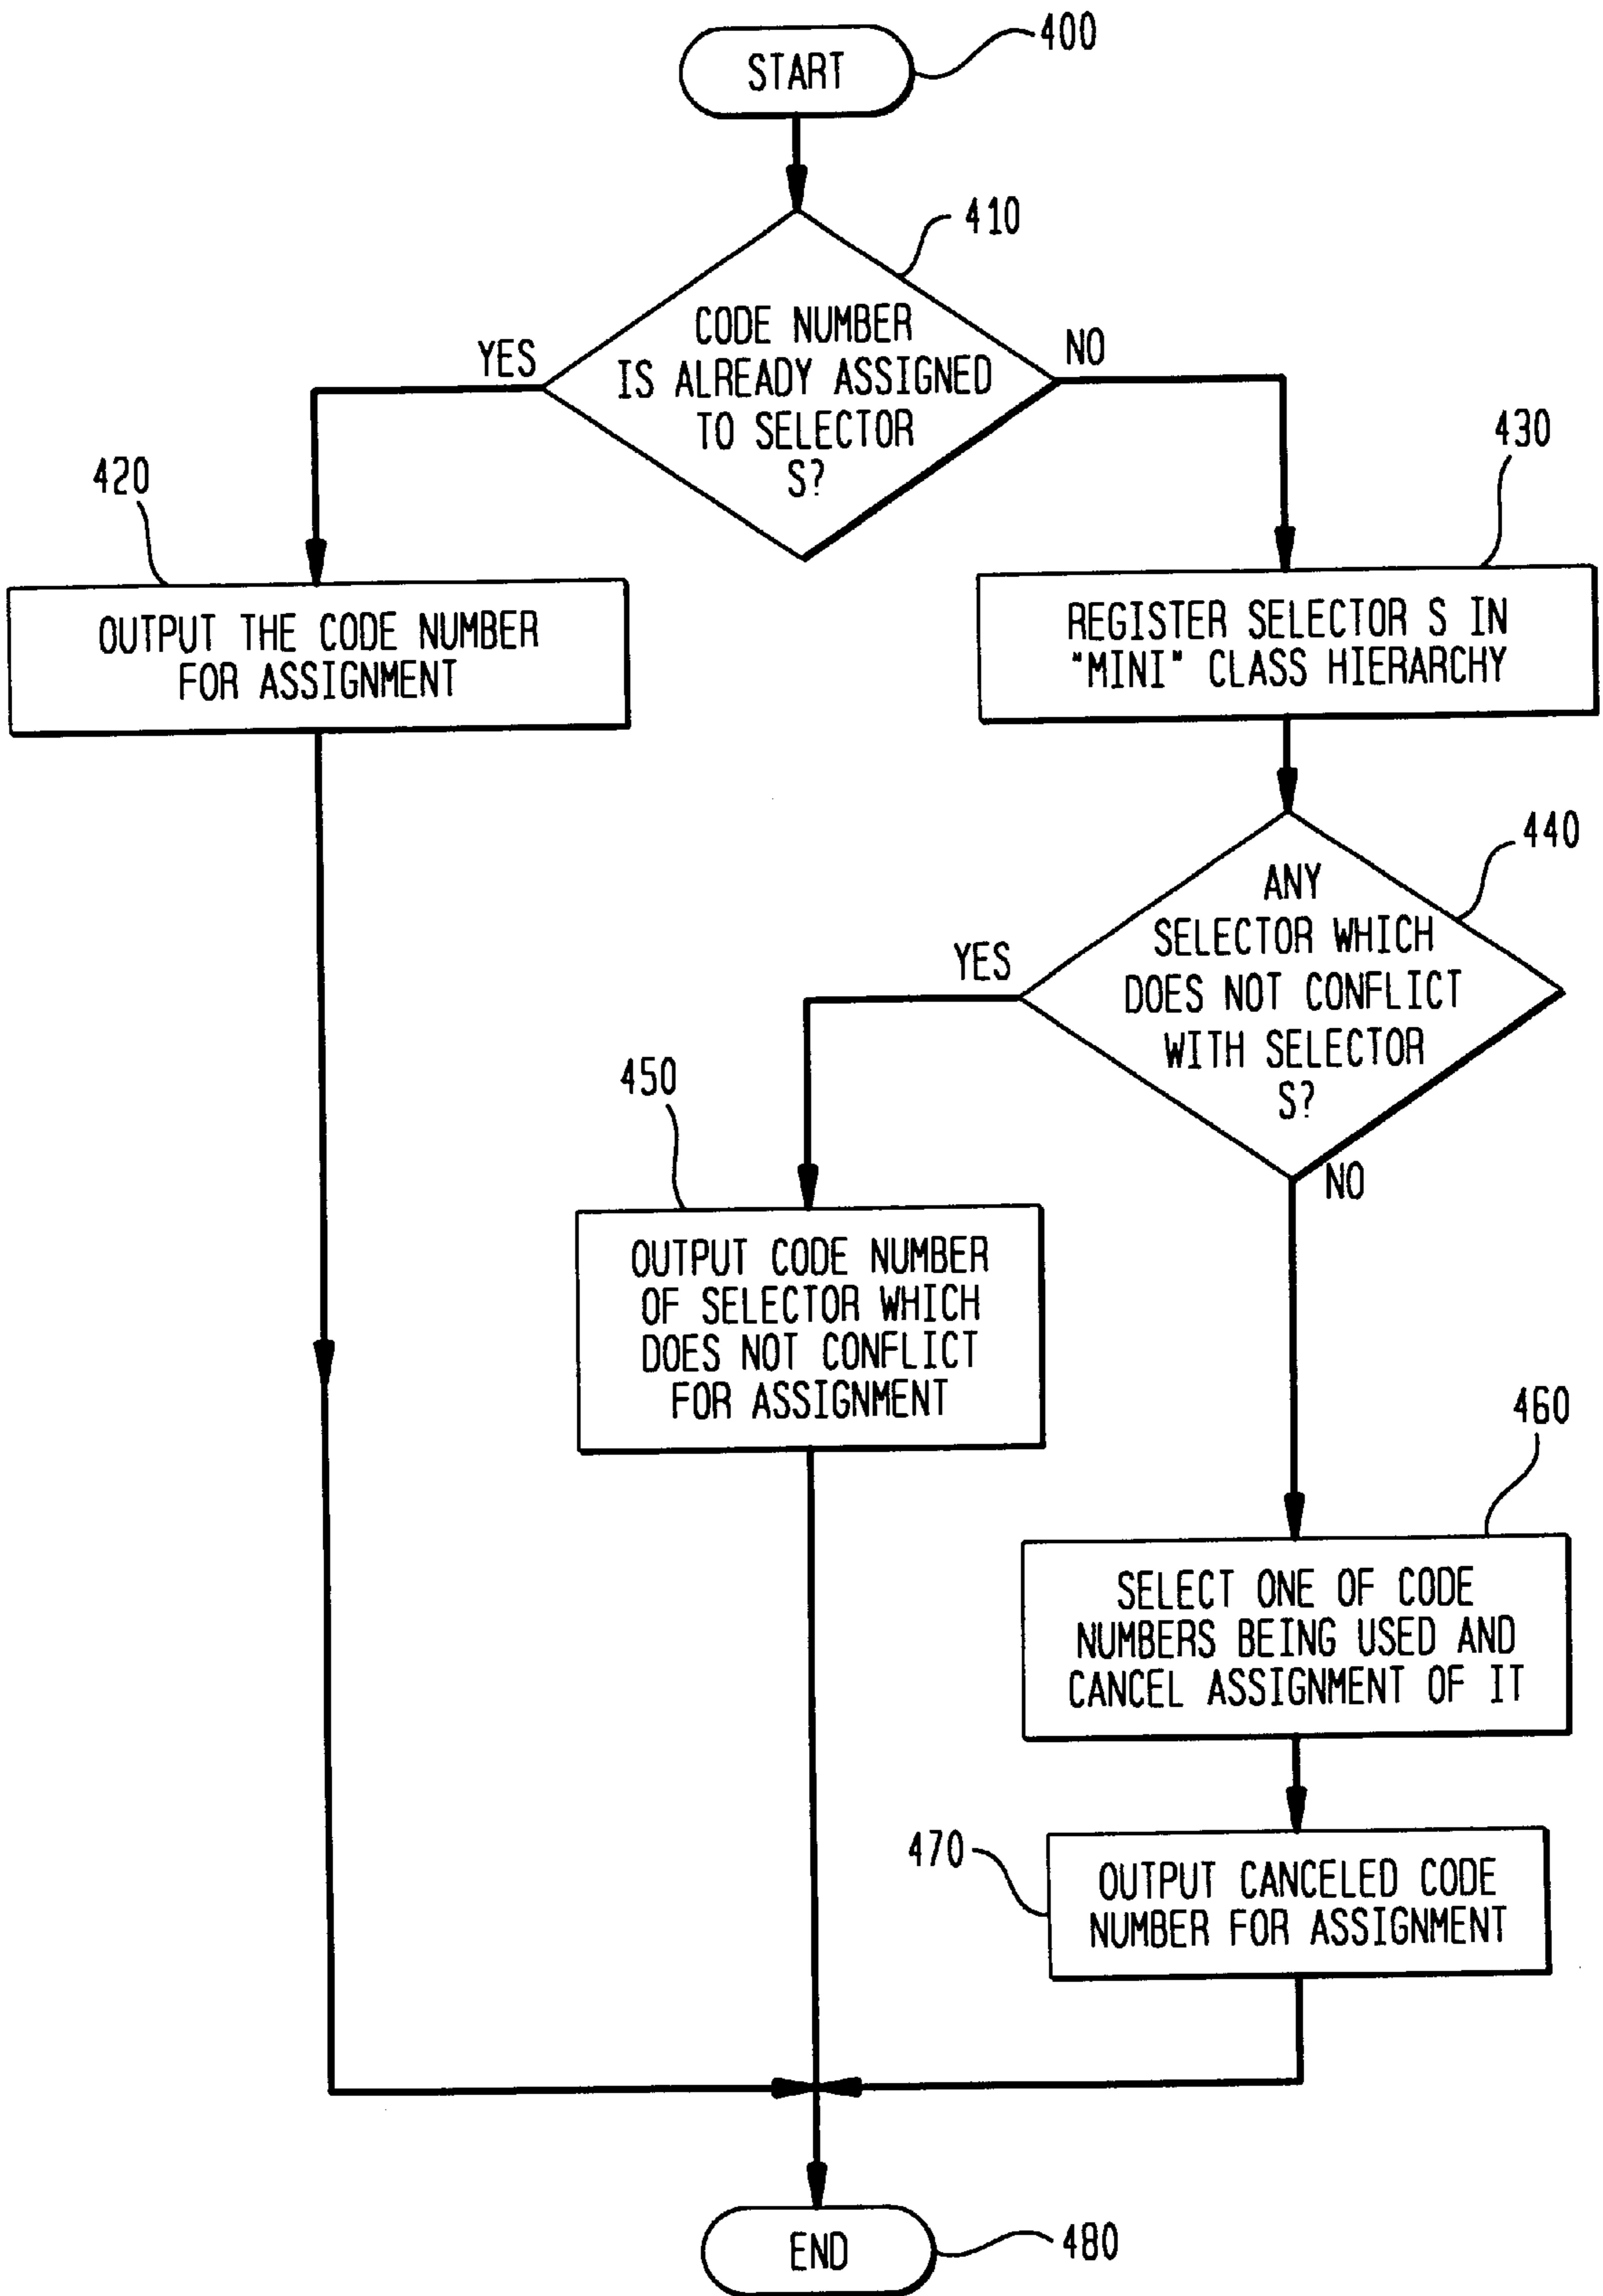 START
400
410
CODE NUMBER
IS ALREADY ASSIGNED
TO SELECTOR
S?
YES
NO
420
430
OUTPUT THE CODE NUMBER
FOR ASSIGNMENT
REGISTER SELECTOR S IN
"MINI" CLASS HIERARCHY
440
ANY
SELECTOR WHICH
DOES NOT CONFLICT
WITH SELECTOR
S?
YES
NO
450
OUTPUT CODE NUMBER
OF SELECTOR WHICH
DOES NOT CONFLICT
FOR ASSIGNMENT
460
SELECT ONE OF CODE
NUMBERS BEING USED AND
CANCEL ASSIGNMENT OF IT
470
OUTPUT CANCELED CODE
NUMBER FOR ASSIGNMENT
END
480